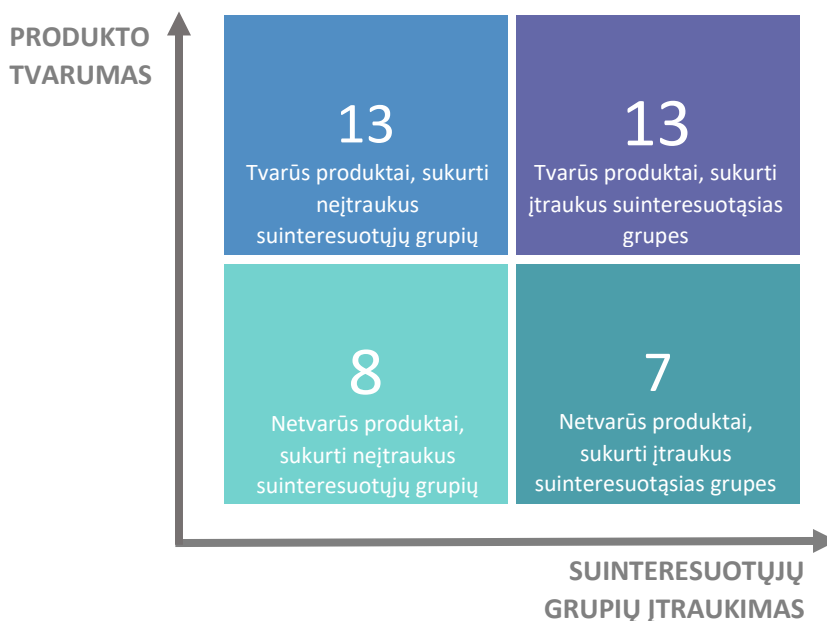 PRODUKTO
TVARUMAS
13
Tvarūs produktai, sukurti
neįtraukus
suinteresuotųjų grupių
13
Tvarūs produktai, sukurti
įtraukus suinteresuotąsias
grupes
8
Netvarūs produktai,
sukurti neįtraukus
suinteresuotųjų grupių
7
Netvarūs produktai,
sukurti įtraukus
suinteresuotąsias grupes
SUINTERESUOTŲJŲ
GRUPIŲ ĮTRAUKIMAS